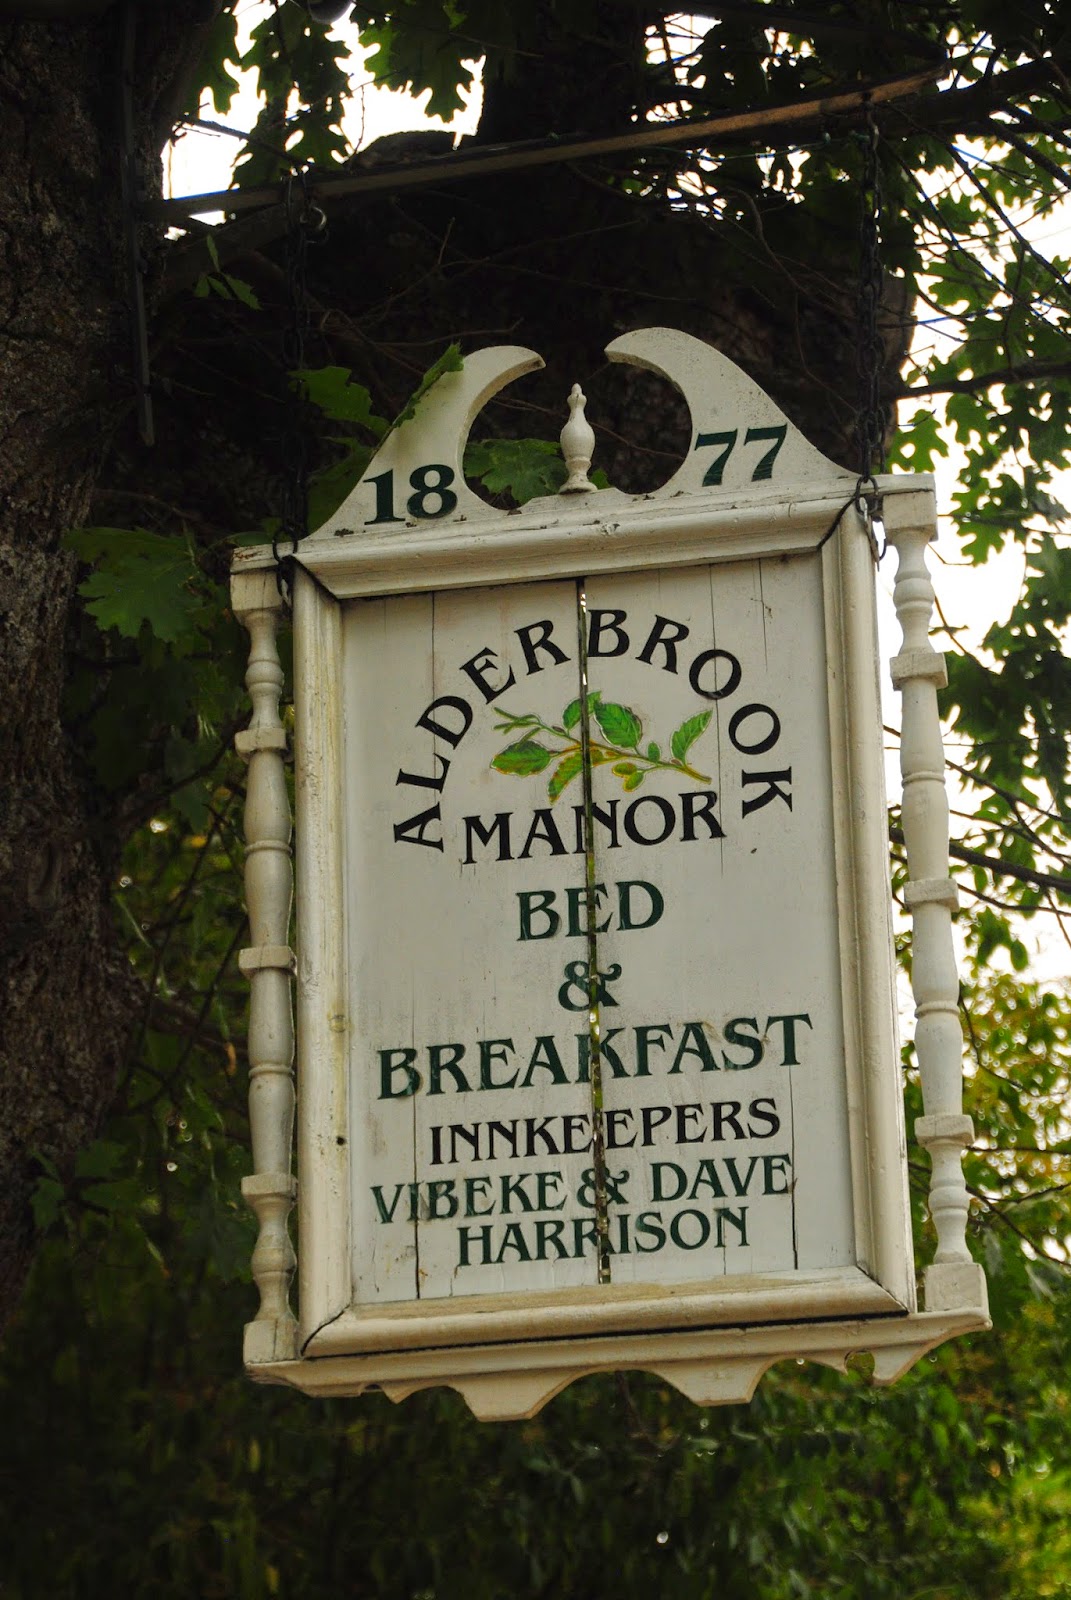 18 77
ALDERBROOK
MANOR
BED
&
BREAKFAST
INNKEEPERS
VIBEKE & DAVE
HARRISON